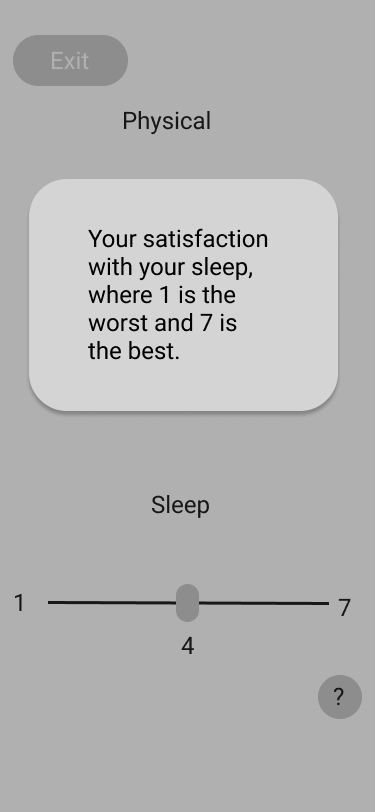 Exit
Physical
Your satisfaction
with your sleep,
where 1 is the
worst and 7 is
the best.
Sleep
1
7
4
?